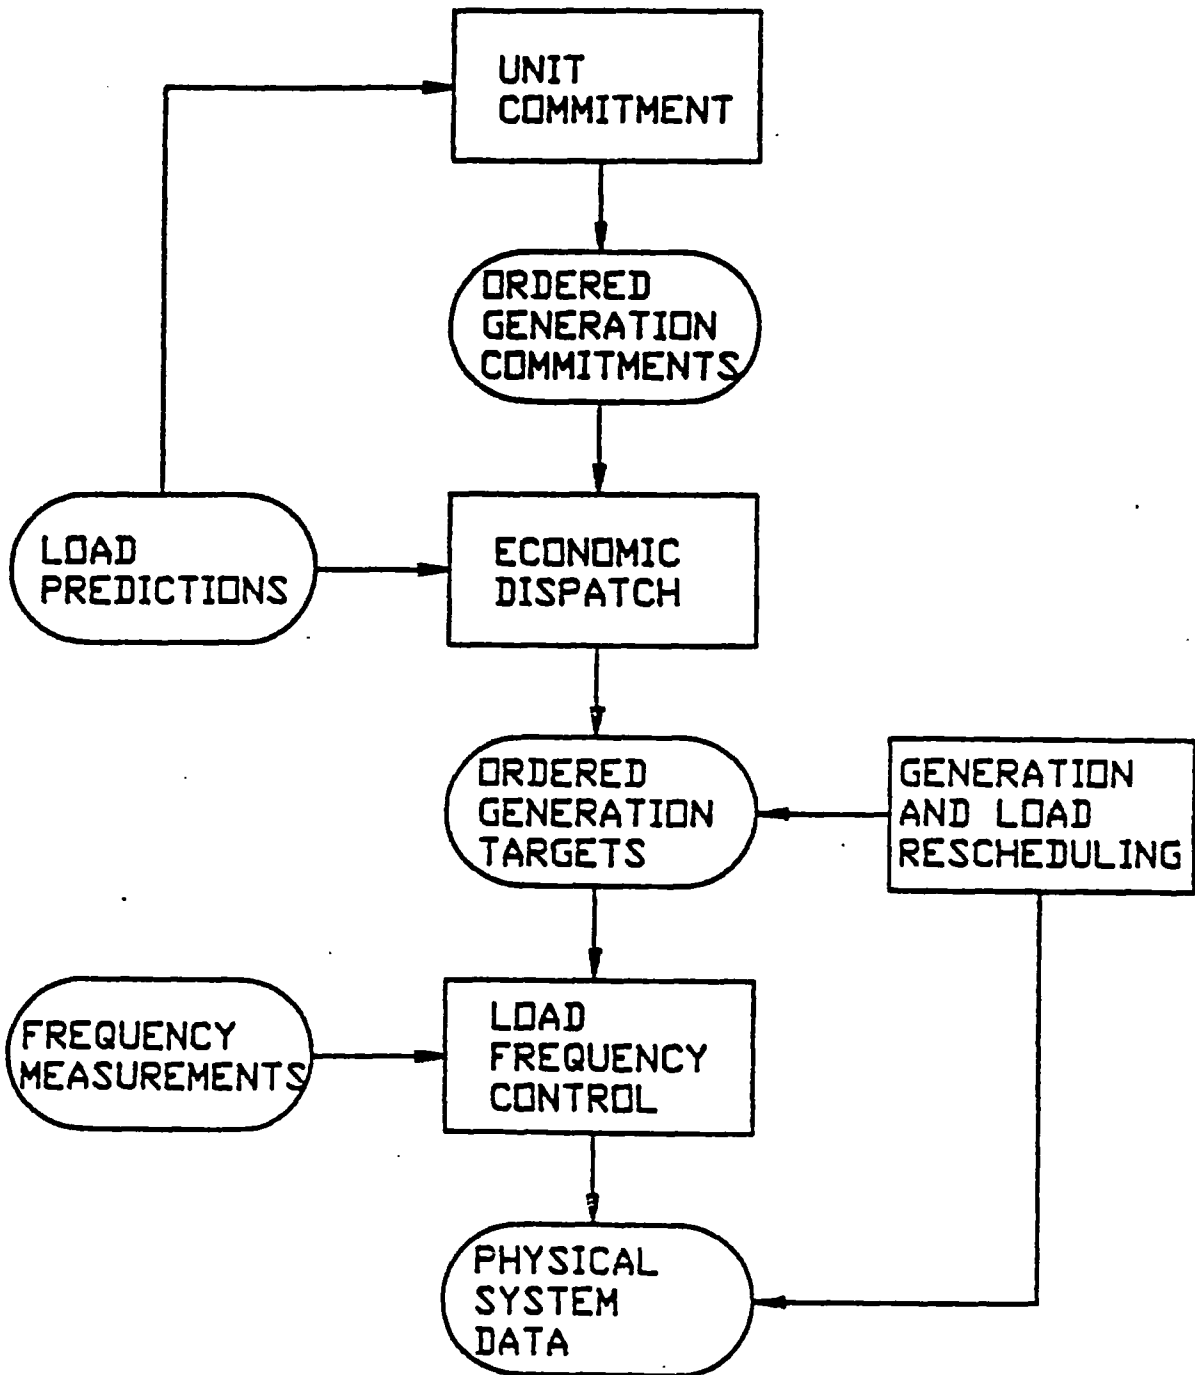 UNIT
COMMITMENT
ORDERED
GENERATION
COMMITMENTS
LOAD
PREDICTIONS
ECONOMIC
DISPATCH
ORDERED
GENERATION
TARGETS
GENERATION
AND LOAD
RESCHEDULING
FREQUENCY
MEASUREMENTS
LOAD
FREQUENCY
CONTROL
PHYSICAL
SYSTEM
DATA